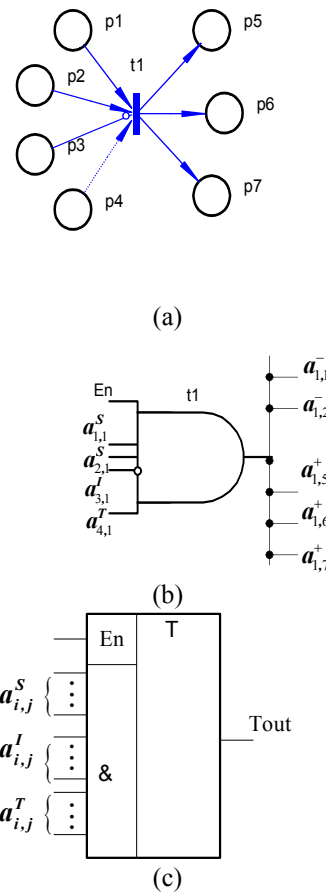 p1
p5
t1
p2
p6
p3
p4
p7
(a)
En
t1
a⁻₁,₁
a⁻₁,₂
aˢ₁,₁
aˢ₂,₁
aᴵ₃,₁
aᵀ₄,₁
a⁺₁,₅
a⁺₁,₆
a⁺₁,₇
(b)
En
T
aˢᵢ,ⱼ
Tout
aᴵᵢ,ⱼ
&
aᵀᵢ,ⱼ
(c)